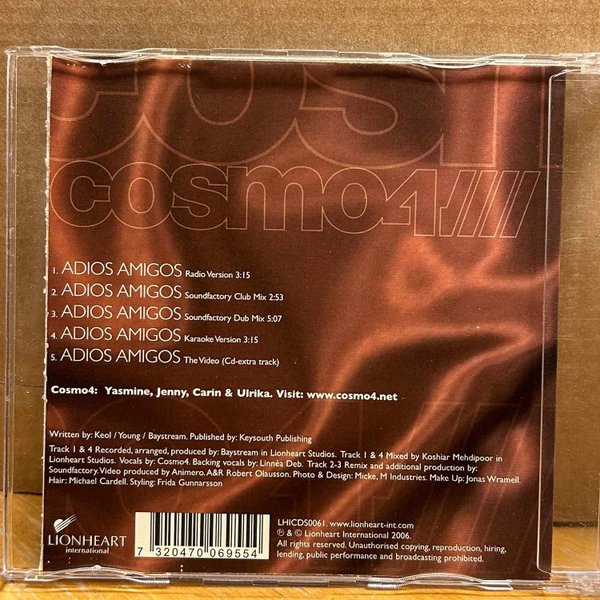 COSM
cosmo4////
1. ADIOS AMIGOS Radio Version 3:15
2. ADIOS AMIGOS Soundfactory Club Mix 2:53
3. ADIOS AMIGOS Soundfactory Dub Mix 5:07
4. ADIOS AMIGOS Karaoke Version 3:15
5. ADIOS AMIGOS The Video (Cd-extra track)
Cosmo4: Yasmine, Jenny, Carin & Ulrika. Visit: www.cosmo4.net
Written by: Keol / Young / Baystream. Published by: Keysouth Publishing
Track 1 & 4 Recorded, arranged, produced by: Baystream in Lionheart Studios. Track 1 & 4 Mixed by Koshiar Mehdipoor in
Lionheart Studios. Vocals by: Cosmo4. Backing vocals by: Linnéa Deb. Track 2-3 Remix and additional production by:
Soundfactory. Video produced by Animero. A&R Robert Olausson. Photo & Design: Micke, M Industries. Make Up: Jonas Wramell.
Hair: Michael Cardell. Styling: Frida Gunnarsson
LIONHEART
international
7 320470 069554
LHICDS0061. www.lionheart-int.com
℗ & © Lionheart International 2006.
All rights reserved. Unauthorised copying, reproduction, hiring,
lending, public performance and broadcasting prohibited.